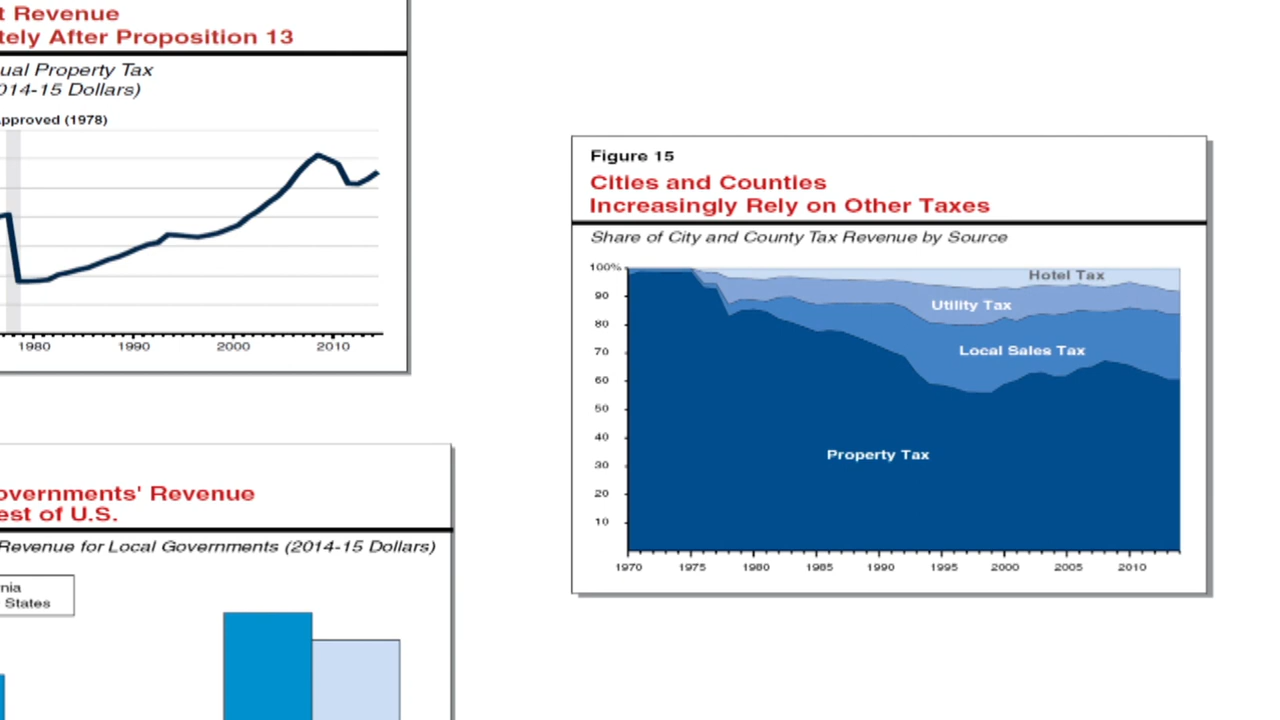 t Revenue
tely After Proposition 13
ual Property Tax
014-15 Dollars)
pproved (1978)
1980 1990 2000 2010
overnments' Revenue
est of U.S.
Revenue for Local Governments (2014-15 Dollars)
nia
States
Figure 15
Cities and Counties
Increasingly Rely on Other Taxes
Share of City and County Tax Revenue by Source
100%
90
80
70
60
50
40
30
20
10
Hotel Tax
Utility Tax
Local Sales Tax
Property Tax
1970 1975 1980 1985 1990 1995 2000 2005 2010